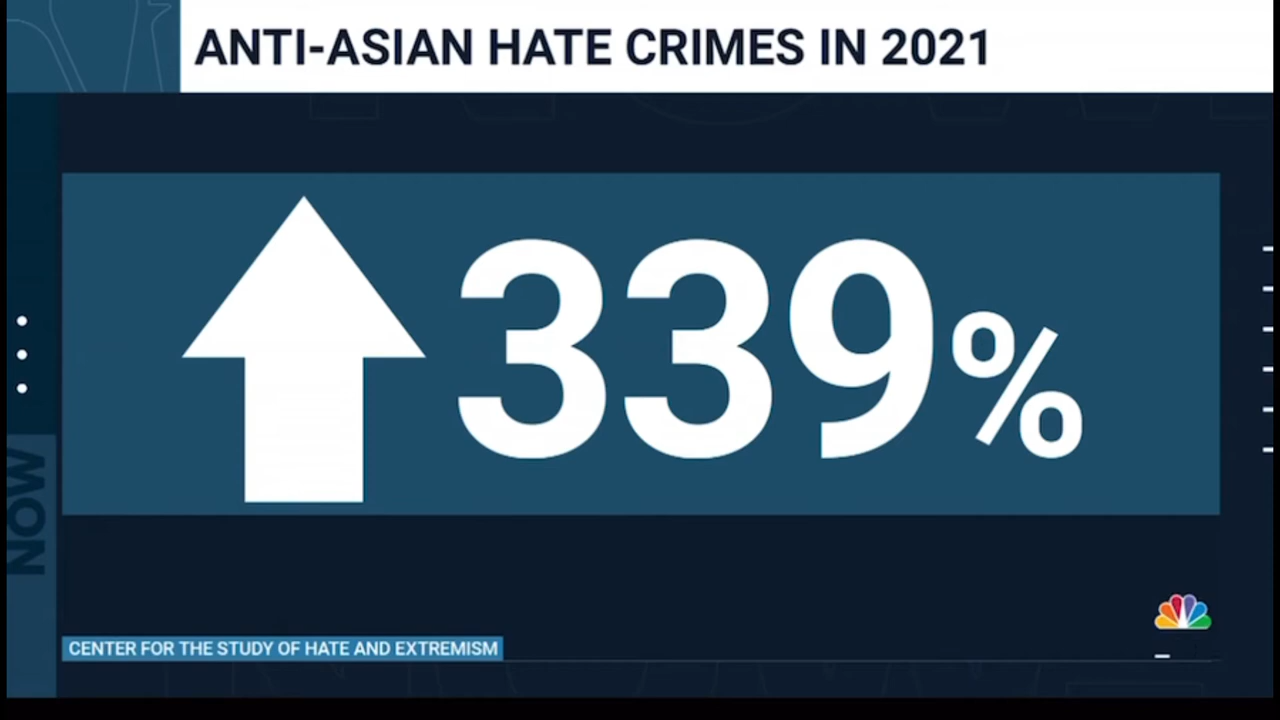 ANTI-ASIAN HATE CRIMES IN 2021
339%
NOW
CENTER FOR THE STUDY OF HATE AND EXTREMISM